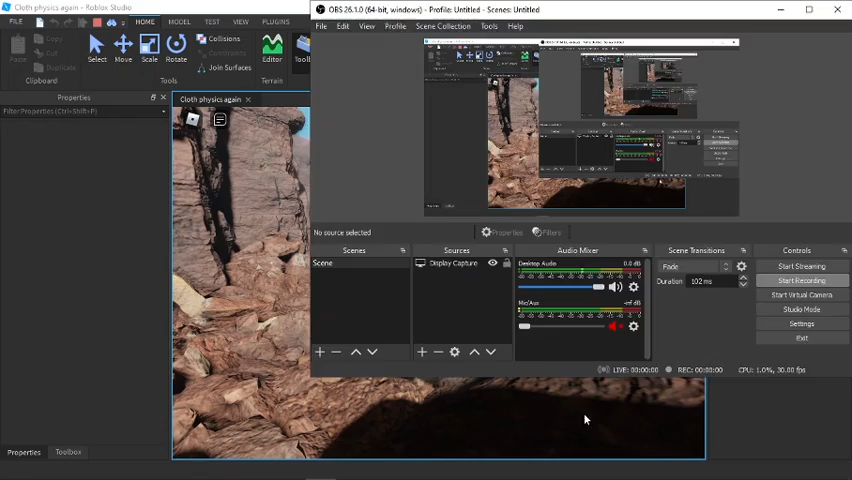 Cloth physics again - Roblox Studio
FILE
HOME
MODEL
TEST
VIEW
PLUGINS
Paste
Cut
Copy
Duplicate
Clipboard
Select
Move
Scale
Rotate
Tools
Collisions
Constraints
Join Surfaces
Editor
Terrain
Toolb
Properties
Filter Properties (Ctrl+Shift+P)
Cloth physics again
Properties
Toolbox
OBS 26.1.0 (64-bit, windows) - Profile: Untitled - Scenes: Untitled
File
Edit
View
Profile
Scene Collection
Tools
Help
No source selected
Properties
Filters
Scenes
Scene
Sources
Display Capture
Audio Mixer
Desktop Audio
0.0 dB
Mic/Aux
-inf dB
Scene Transitions
Fade
Duration
102 ms
Controls
Start Streaming
Start Recording
Start Virtual Camera
Studio Mode
Settings
Exit
LIVE: 00:00:00
REC: 00:00:00
CPU: 1.0%, 30.00 fps